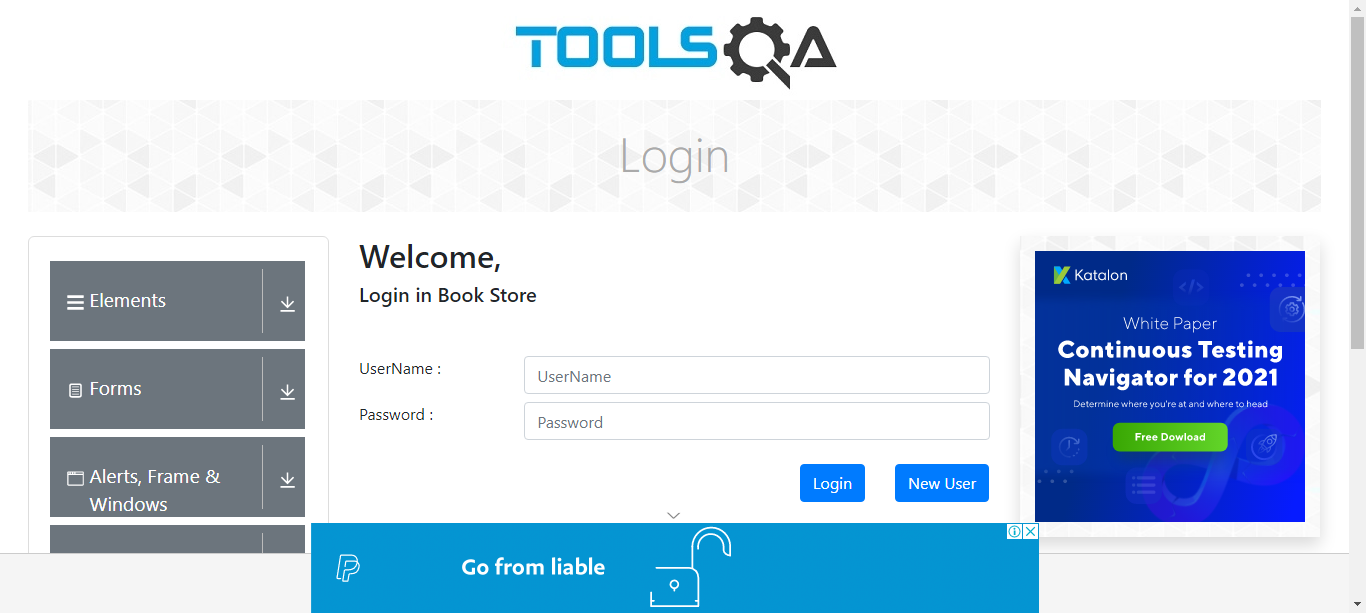 TOOLSQA
Login
Elements
Forms
Alerts, Frame &
Windows
Welcome,
Login in Book Store
UserName :
UserName
Password :
Password
Login
New User
Katalon
White Paper
Continuous Testing
Navigator for 2021
Determine where you're at and where to head
Free Dowload
Go from liable